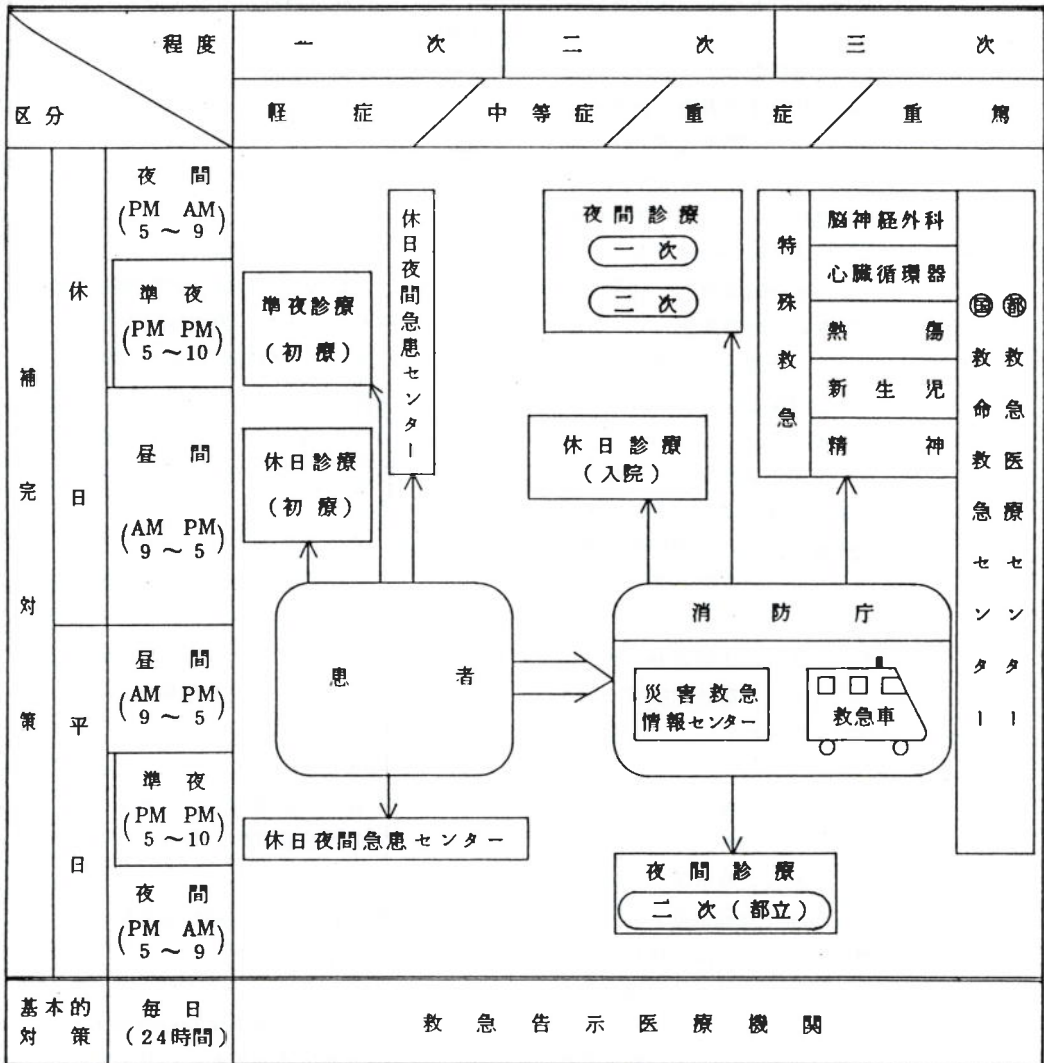 程度
区分
一次
二次
三次
軽症
中等症
重症
重篤
補完対策
休日
夜間
(PM 5 ～ AM 9)
準夜
(PM 5 ～ PM 10)
昼間
(AM 9 ～ PM 5)
平日
昼間
(AM 9 ～ PM 5)
準夜
(PM 5 ～ PM 10)
夜間
(PM 5 ～ AM 9)
準夜診療
(初療)
休日診療
(初療)
休日夜間急患センター
夜間診療
一次
二次
休日診療
(入院)
特殊救急
脳神経外科
心臓循環器
熱傷
新生児
精神
都救急医療センター
国救命救急センター
患者
消防庁
災害救急
情報センター
救急車
休日夜間急患センター
夜間診療
二次(都立)
基本的
対策
毎日
(24時間)
救急告示医療機関